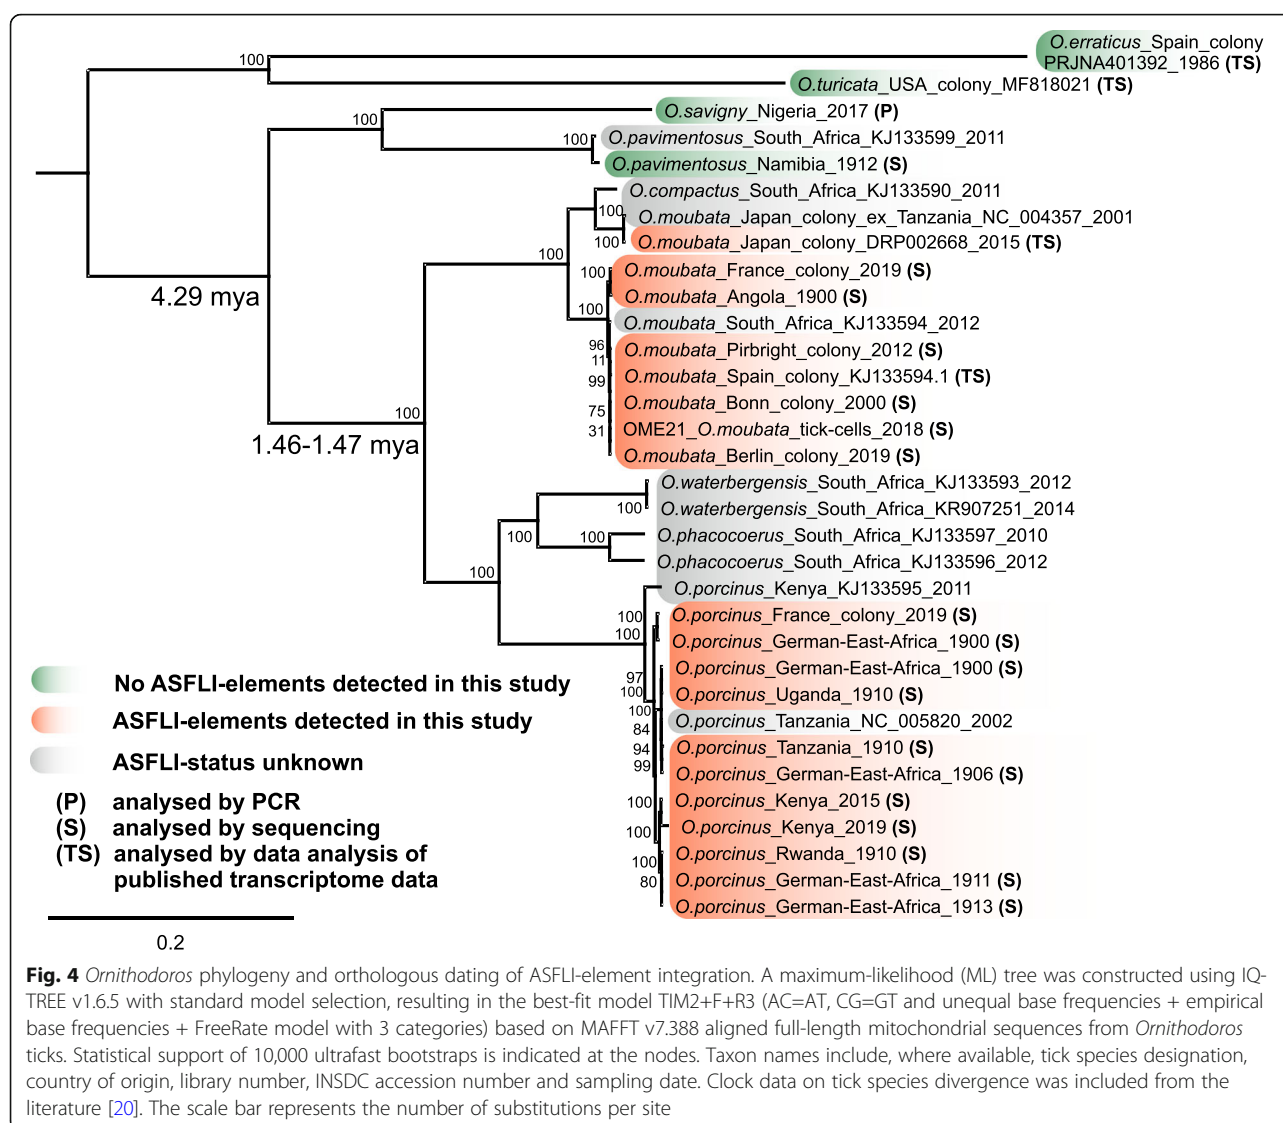 100
O.erraticus_Spain_colony
PRJNA401392_1986 (TS)
O.turicata_USA_colony_MF818021 (TS)
100
O.savigny_Nigeria_2017 (P)
100
O.pavimentosus_South_Africa_KJ133599_2011
O.pavimentosus_Namibia_1912 (S)
O.compactus_South_Africa_KJ133590_2011
100
O.moubata_Japan_colony_ex_Tanzania_NC_004357_2001
100
O.moubata_Japan_colony_DRP002668_2015 (TS)
100
100
O.moubata_France_colony_2019 (S)
4.29 mya
O.moubata_Angola_1900 (S)
100
O.moubata_South_Africa_KJ133594_2012
96
O.moubata_Pirbright_colony_2012 (S)
11
99
O.moubata_Spain_colony_KJ133594.1 (TS)
75
O.moubata_Bonn_colony_2000 (S)
100
31
OME21_O.moubata_tick-cells_2018 (S)
1.46-1.47 mya
O.moubata_Berlin_colony_2019 (S)
O.waterbergensis_South_Africa_KJ133593_2012
100
O.waterbergensis_South_Africa_KR907251_2014
100
100
O.phacocoerus_South_Africa_KJ133597_2010
O.phacocoerus_South_Africa_KJ133596_2012
100
O.porcinus_Kenya_KJ133595_2011
100
O.porcinus_France_colony_2019 (S)
100
O.porcinus_German-East-Africa_1900 (S)
O.porcinus_German-East-Africa_1900 (S)
97
100
O.porcinus_Uganda_1910 (S)
100
O.porcinus_Tanzania_NC_005820_2002
84
94
O.porcinus_Tanzania_1910 (S)
99
O.porcinus_German-East-Africa_1906 (S)
100
O.porcinus_Kenya_2015 (S)
100
O.porcinus_Kenya_2019 (S)
100
O.porcinus_Rwanda_1910 (S)
80
O.porcinus_German-East-Africa_1911 (S)
O.porcinus_German-East-Africa_1913 (S)
No ASFLI-elements detected in this study
ASFLI-elements detected in this study
ASFLI-status unknown
(P) analysed by PCR
(S) analysed by sequencing
(TS) analysed by data analysis of
published transcriptome data
0.2
Fig. 4 Ornithodoros phylogeny and orthologous dating of ASFLI-element integration. A maximum-likelihood (ML) tree was constructed using IQ-
TREE v1.6.5 with standard model selection, resulting in the best-fit model TIM2+F+R3 (AC=AT, CG=GT and unequal base frequencies + empirical
base frequencies + FreeRate model with 3 categories) based on MAFFT v7.388 aligned full-length mitochondrial sequences from Ornithodoros
ticks. Statistical support of 10,000 ultrafast bootstraps is indicated at the nodes. Taxon names include, where available, tick species designation,
country of origin, library number, INSDC accession number and sampling date. Clock data on tick species divergence was included from the
literature [20]. The scale bar represents the number of substitutions per site